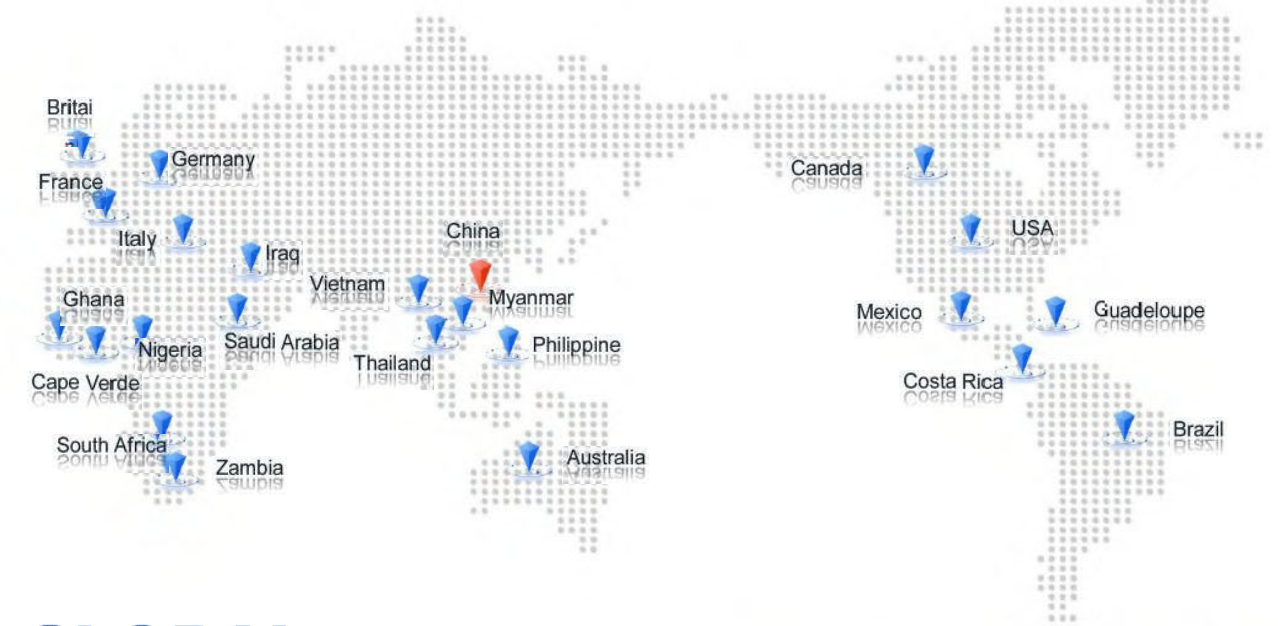 Britai
Germany
France
Italy
Iraq
China
Vietnam
Myanmar
Ghana
Nigeria
Saudi Arabia
Thailand
Philippine
Cape Verde
South Africa
Zambia
Australia
Canada
USA
Mexico
Guadeloupe
Costa Rica
Brazil